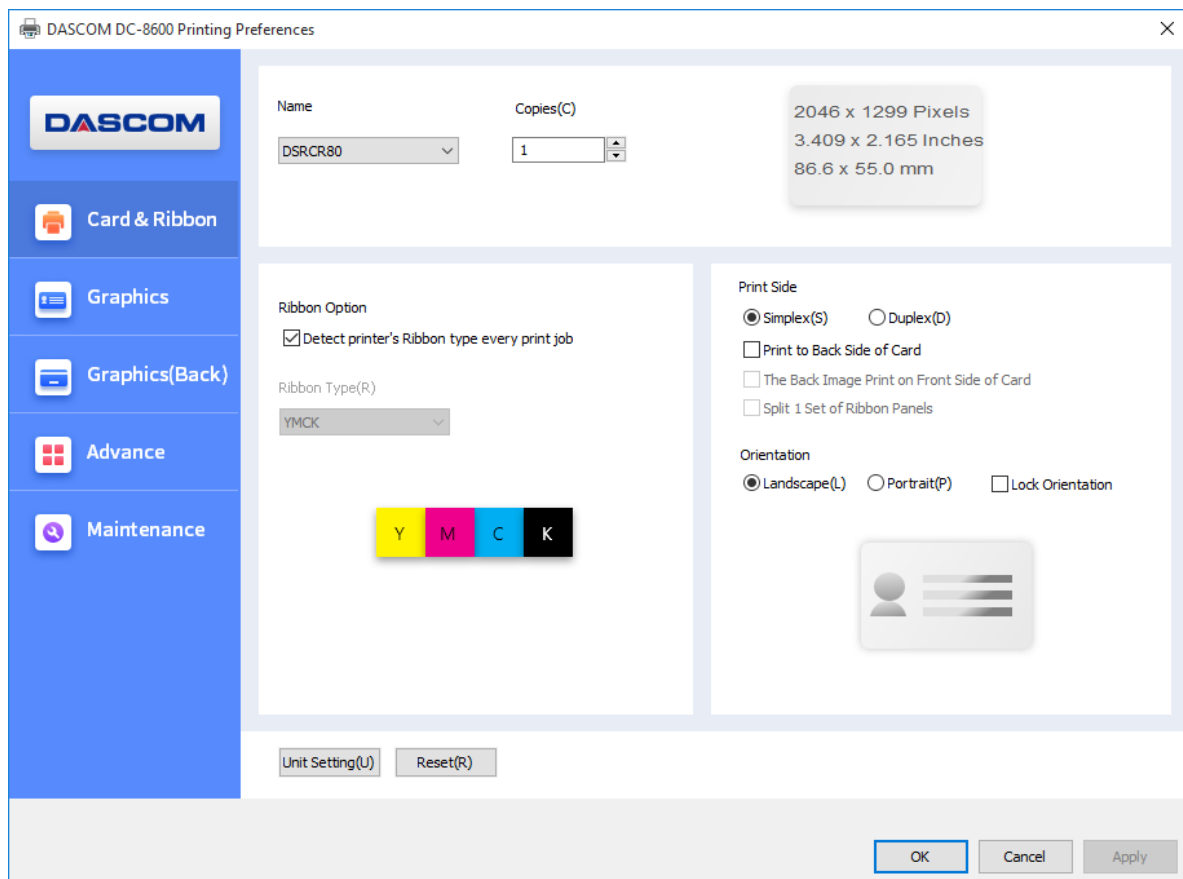 DASCOM DC-8600 Printing Preferences
DASCOM
Card & Ribbon
Graphics
Graphics(Back)
Advance
Maintenance
Name
DSRCR80
Copies(C)
1
2046 x 1299 Pixels
3.409 x 2.165 Inches
86.6 x 55.0 mm
Ribbon Option
Detect printer's Ribbon type every print job
Ribbon Type(R)
YMCK
Y M C K
Print Side
Simplex(S) Duplex(D)
Print to Back Side of Card
The Back Image Print on Front Side of Card
Split 1 Set of Ribbon Panels
Orientation
Landscape(L) Portrait(P) Lock Orientation
Unit Setting(U) Reset(R)
OK Cancel Apply